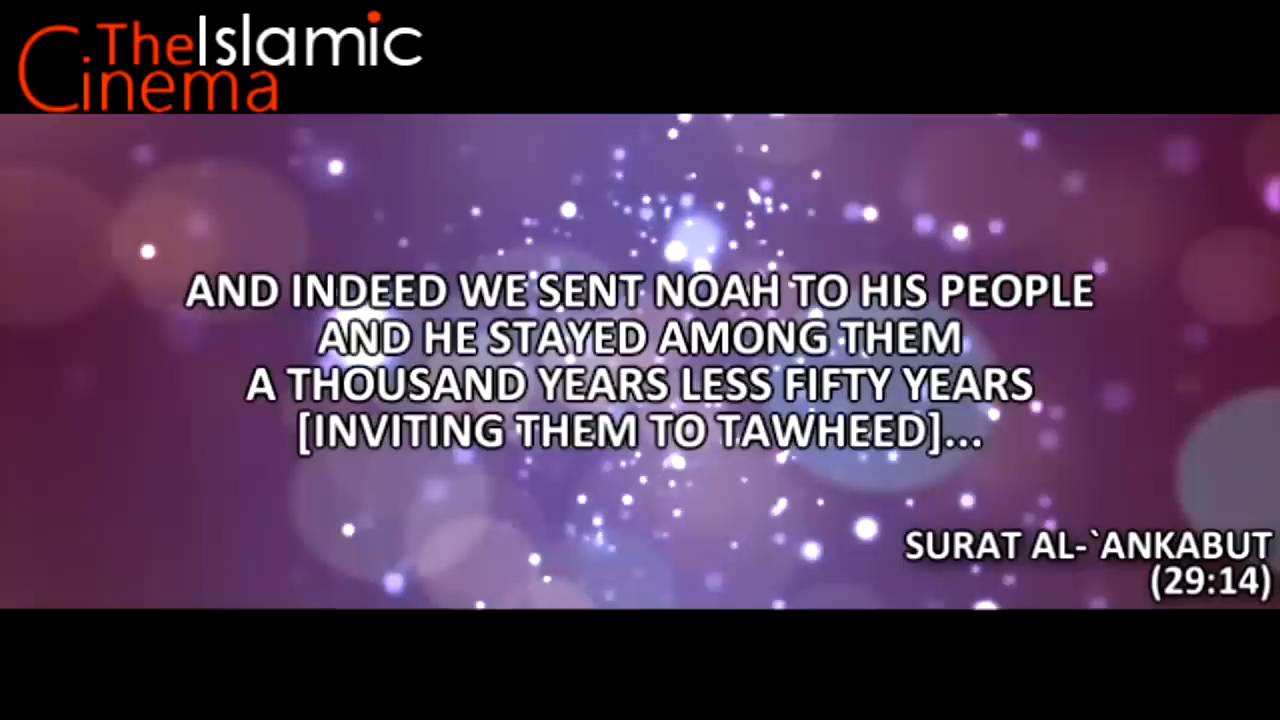 TheIslamic
Cinema
AND INDEED WE SENT NOAH TO HIS PEOPLE
AND HE STAYED AMONG THEM
A THOUSAND YEARS LESS FIFTY YEARS
[INVITING THEM TO TAWHEED]...
SURAT AL-`ANKABUT
(29:14)